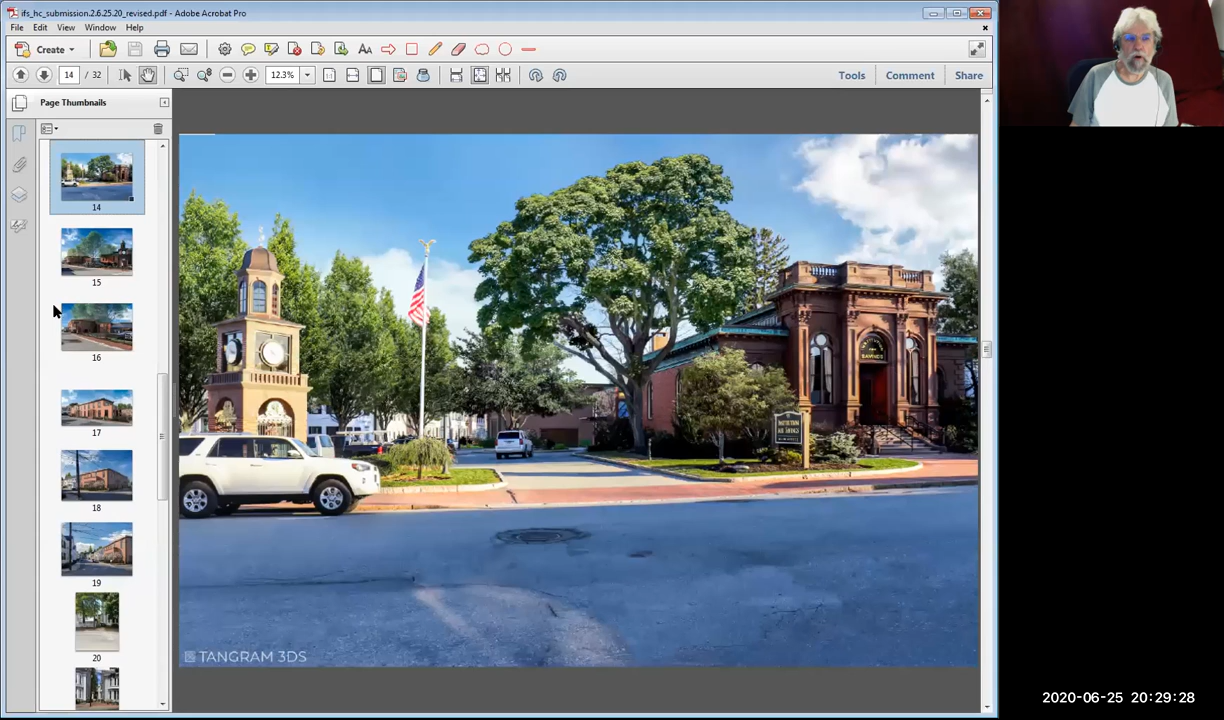 ifs_hc_submission.2.6.25.20_revised.pdf - Adobe Acrobat Pro
File Edit View Window Help
Create
14 / 32 12.3% Tools Comment Share
Page Thumbnails
14
15
16
17
18
19
20
SAVINGS
TANGRAM 3DS
2020-06-25 20:29:28